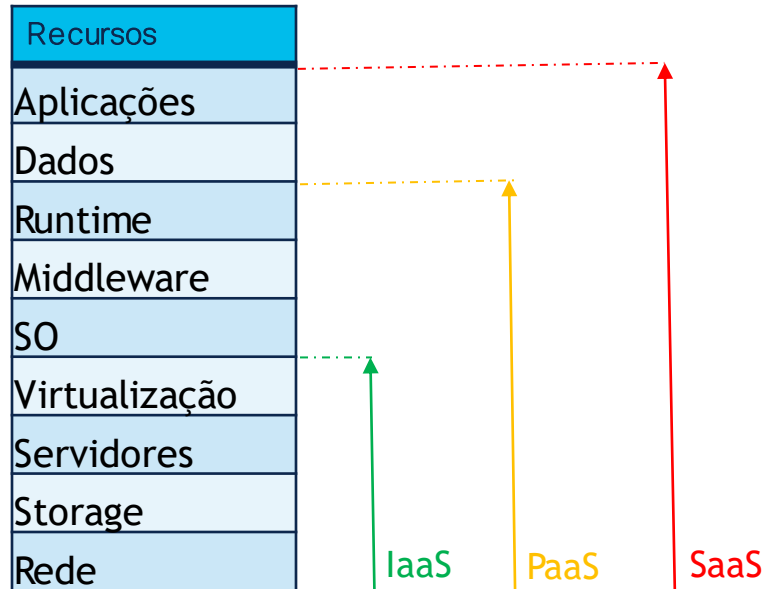 Recursos
Aplicações
Dados
Runtime
Middleware
SO
Virtualização
Servidores
Storage
Rede
IaaS
PaaS
SaaS